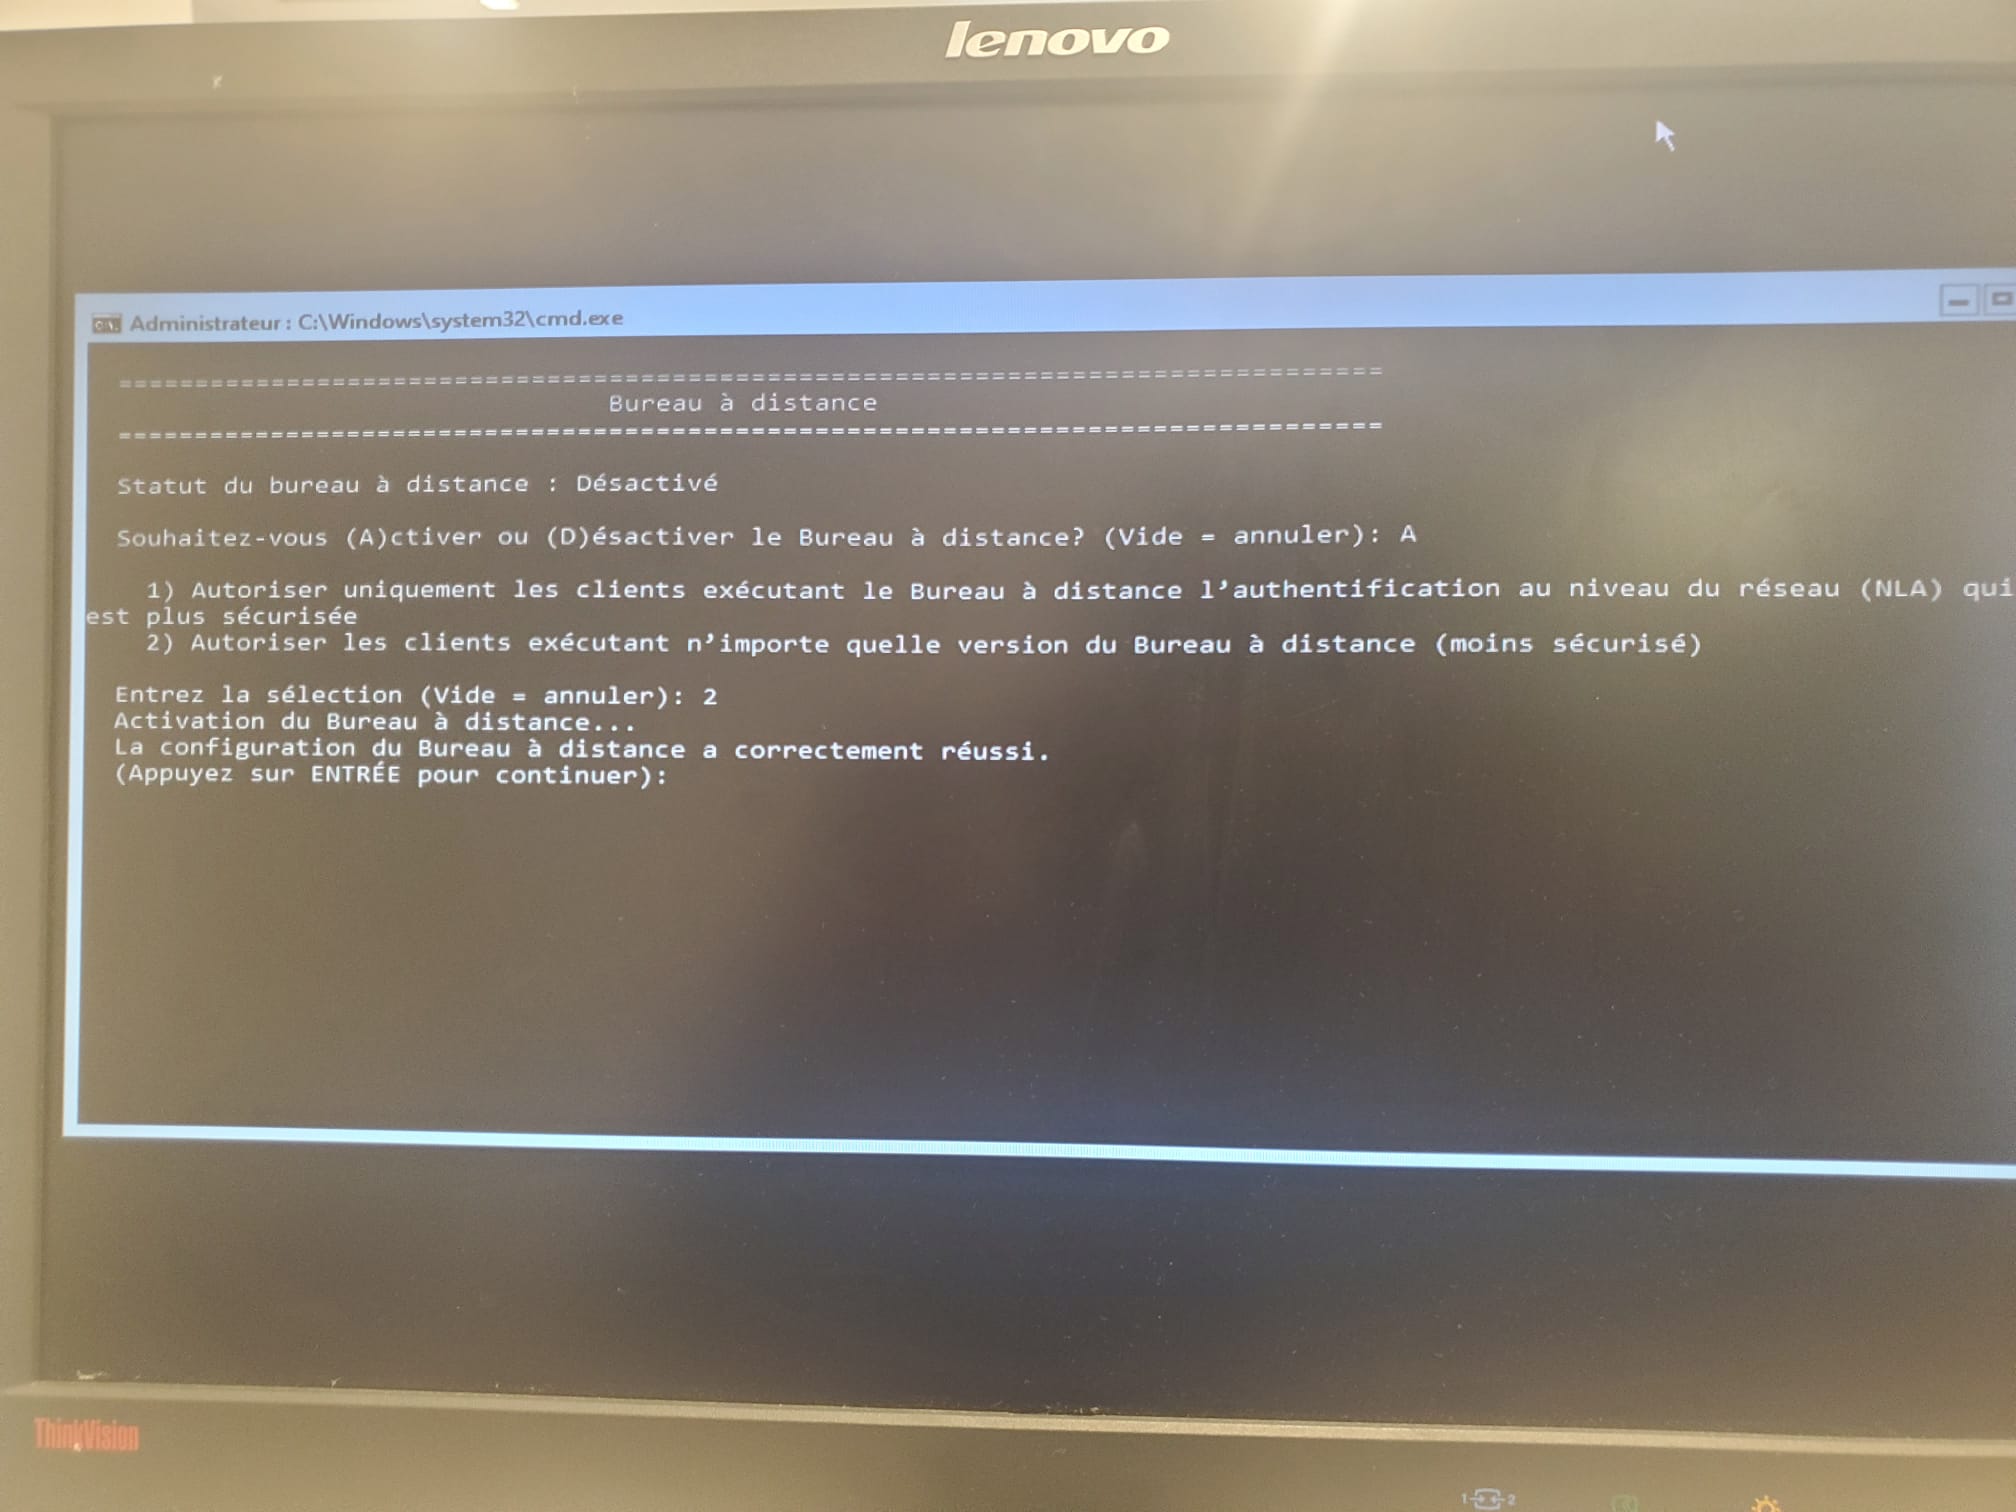 lenovo
Administrateur : C:\Windows\system32\cmd.exe
===================================================================================
Bureau à distance
===================================================================================
Statut du bureau à distance : Désactivé
Souhaitez-vous (A)ctiver ou (D)ésactiver le Bureau à distance? (Vide = annuler): A
1) Autoriser uniquement les clients exécutant le Bureau à distance l'authentification au niveau du réseau (NLA) qui
est plus sécurisée
2) Autoriser les clients exécutant n'importe quelle version du Bureau à distance (moins sécurisé)
Entrez la sélection (Vide = annuler): 2
Activation du Bureau à distance...
La configuration du Bureau à distance a correctement réussi.
(Appuyez sur ENTRÉE pour continuer):
ThinkVision
1 2